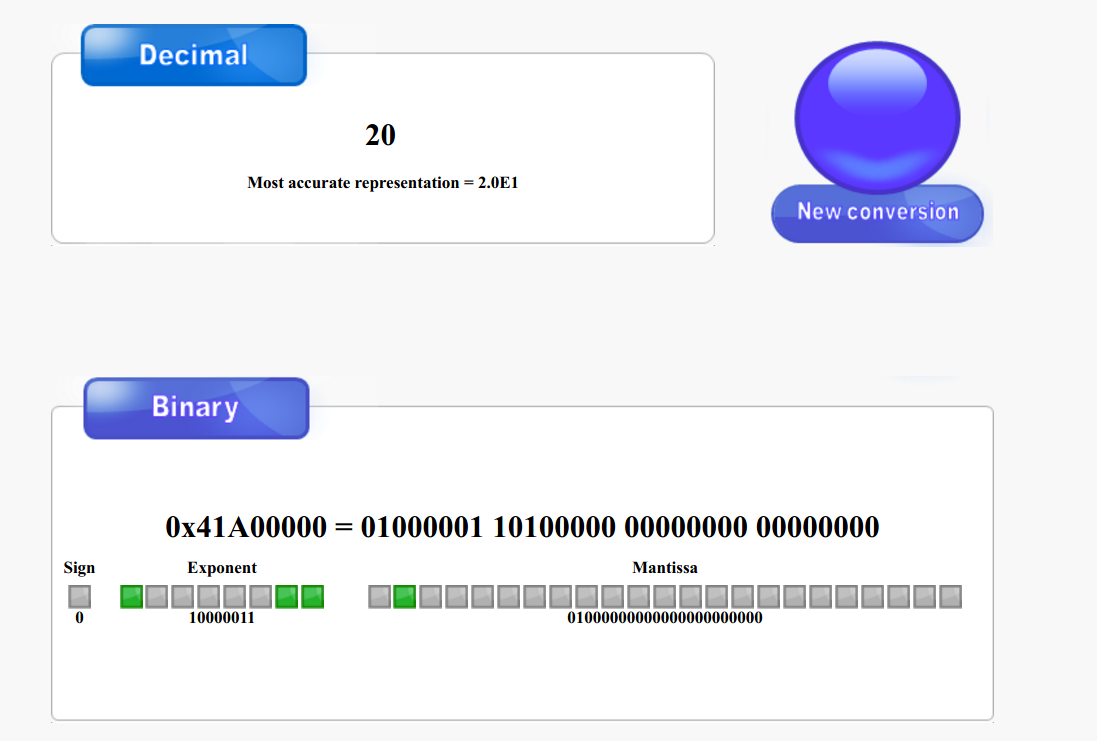 Decimal
20
Most accurate representation = 2.0E1
New conversion
Binary
0x41A00000 = 01000001 10100000 00000000 00000000
Sign Exponent Mantissa
0 10000011 01000000000000000000000